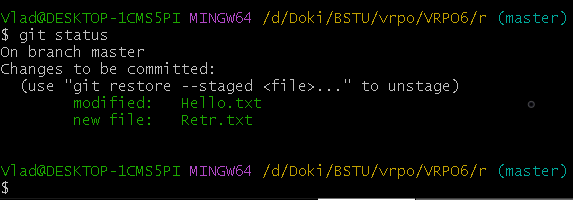 Vlad@DESKTOP-1CMS5PI MINGW64 /d/Doki/BSTU/vrpo/VRPO6/r (master)
$ git status
On branch master
Changes to be committed:
  (use "git restore --staged <file>..." to unstage)
        modified:   Hello.txt
        new file:   Retr.txt

Vlad@DESKTOP-1CMS5PI MINGW64 /d/Doki/BSTU/vrpo/VRPO6/r (master)
$